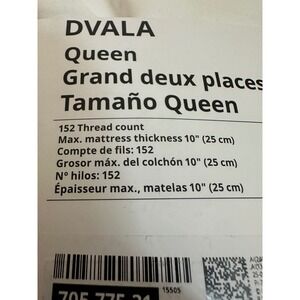 DVALA
Queen
Grand deux places
Tamaño Queen
152 Thread count
Max. mattress thickness 10" (25 cm)
Compte de fils: 152
Grosor máx. del colchón 10" (25 cm)
Nº hilos: 152
Épaisseur max., matelas 10" (25 cm)
15505